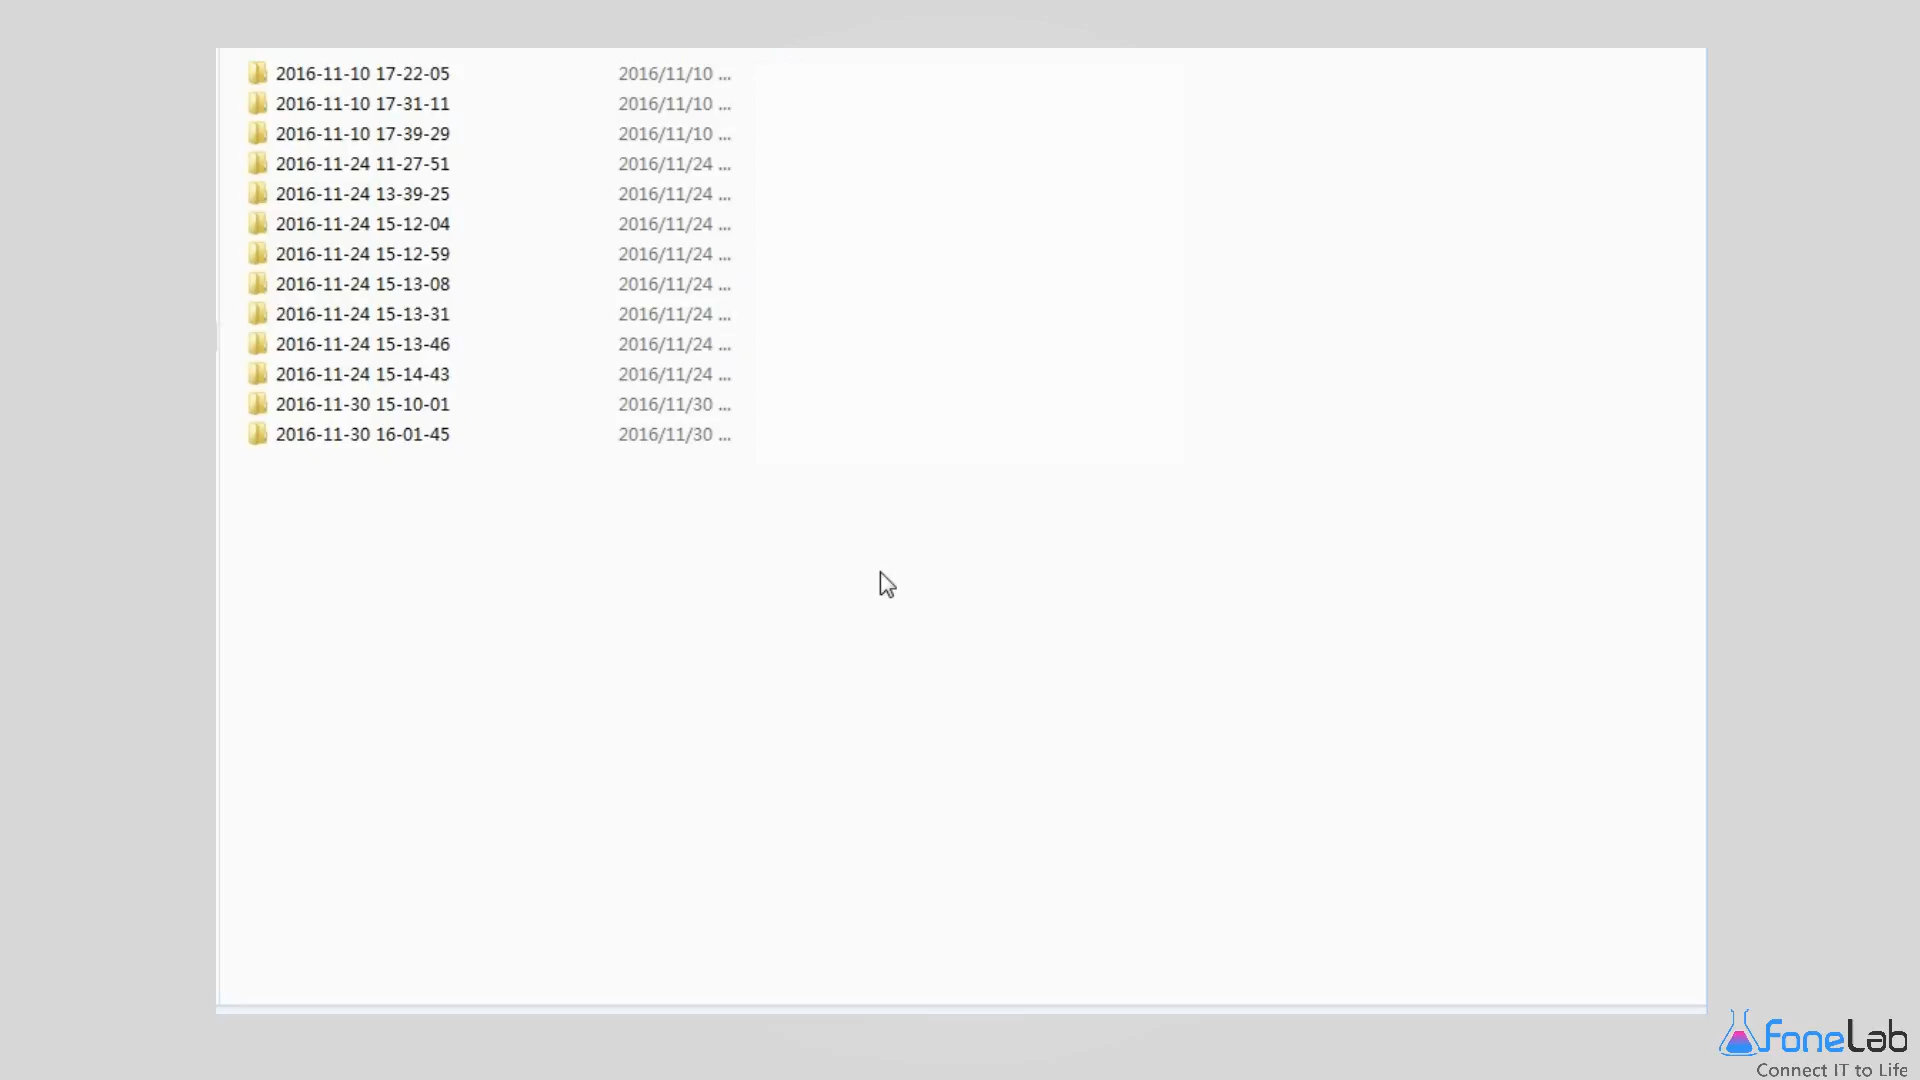 2016-11-10 17-22-05 2016/11/10 ...
2016-11-10 17-31-11 2016/11/10 ...
2016-11-10 17-39-29 2016/11/10 ...
2016-11-24 11-27-51 2016/11/24 ...
2016-11-24 13-39-25 2016/11/24 ...
2016-11-24 15-12-04 2016/11/24 ...
2016-11-24 15-12-59 2016/11/24 ...
2016-11-24 15-13-08 2016/11/24 ...
2016-11-24 15-13-31 2016/11/24 ...
2016-11-24 15-13-46 2016/11/24 ...
2016-11-24 15-14-43 2016/11/24 ...
2016-11-30 15-10-01 2016/11/30 ...
2016-11-30 16-01-45 2016/11/30 ...
FoneLab
Connect IT to Life